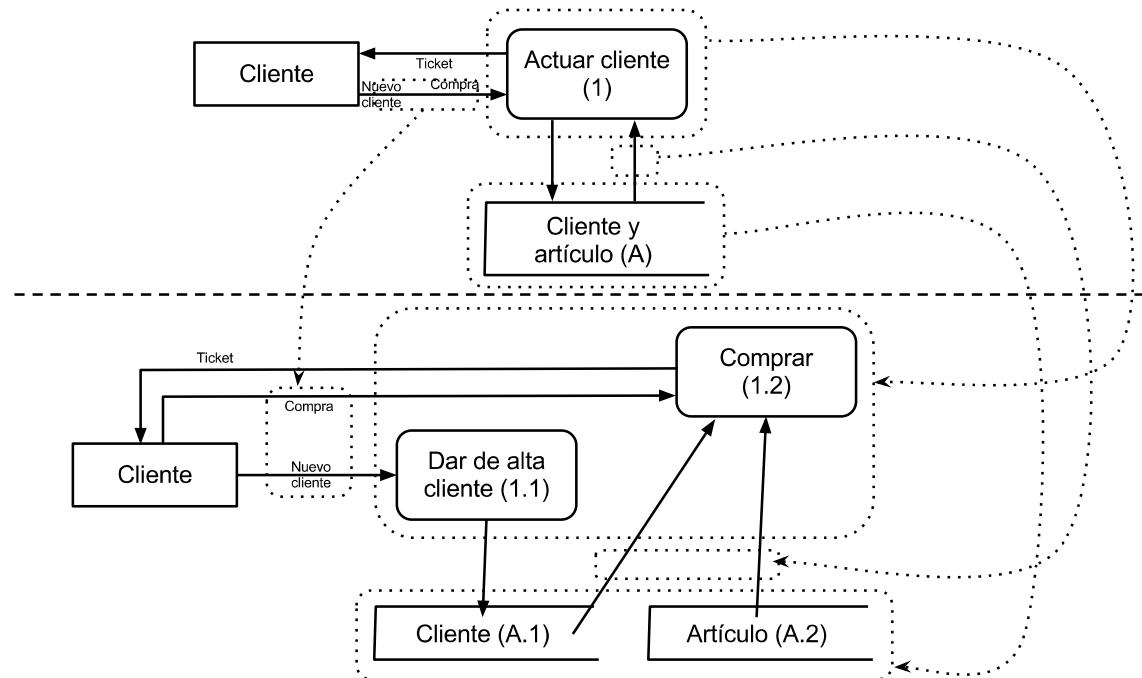 Cliente
Ticket
Nuevo
cliente
Compra
Actuar cliente
(1)
Cliente y
artículo (A)
Ticket
Compra
Comprar
(1.2)
Cliente
Nuevo
cliente
Dar de alta
cliente (1.1)
Cliente (A.1)
Artículo (A.2)